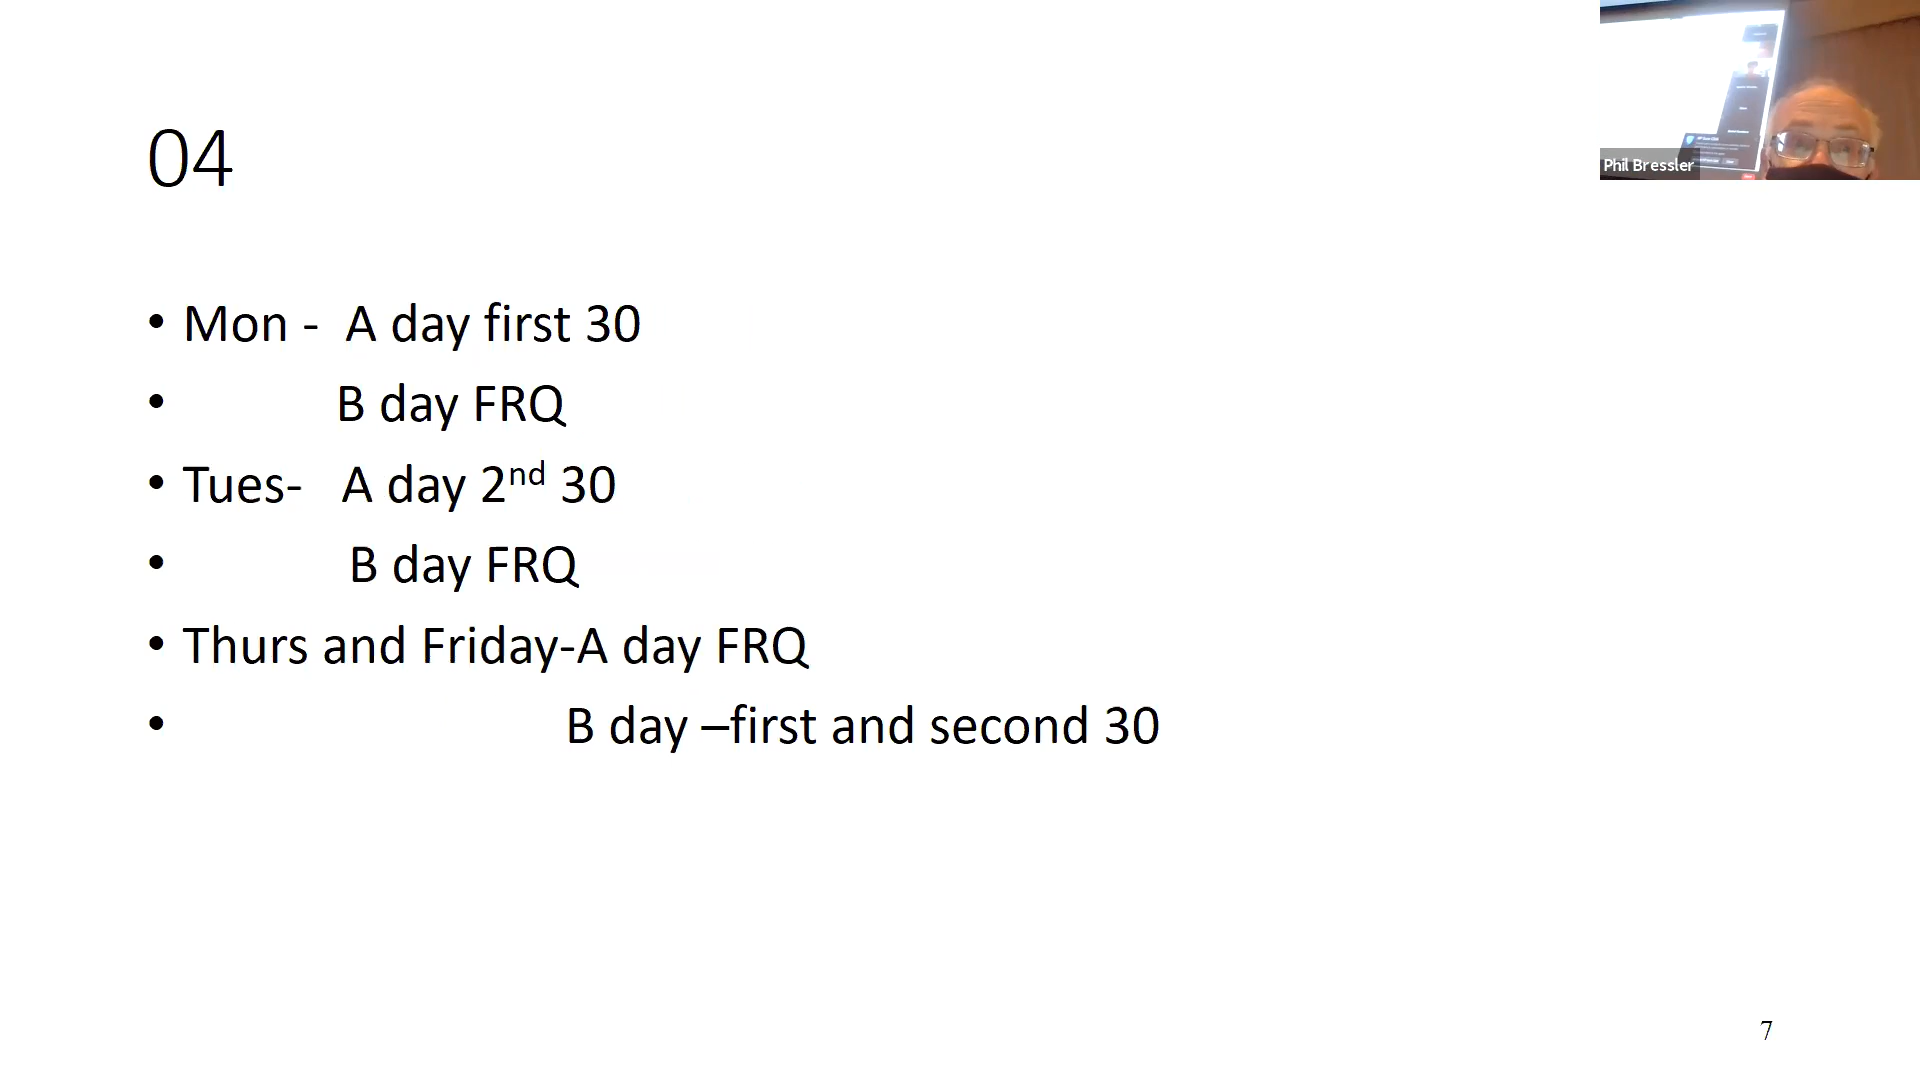 04
• Mon - A day first 30
• B day FRQ
• Tues- A day 2nd 30
• B day FRQ
• Thurs and Friday-A day FRQ
• B day –first and second 30
7
Phil Bressler